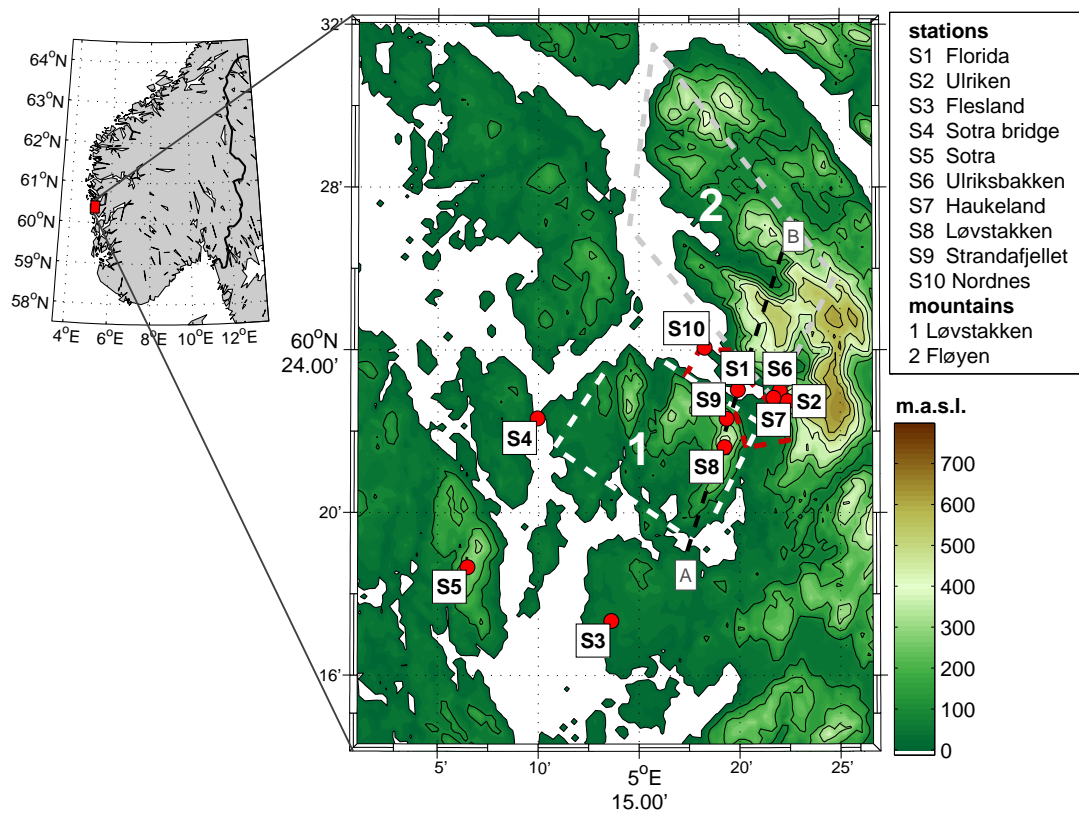 64°N
63°N
62°N
61°N
60°N
59°N
58°N
4°E
6°E
8°E
10°E
12°E
32'
28'
60°N
24.00'
20'
16'
5'
10'
5°E
15.00'
20'
25'
1
2
A
B
S10
S1
S6
S9
S2
S7
S4
S8
S5
S3
stations
S1 Florida
S2 Ulriken
S3 Flesland
S4 Sotra bridge
S5 Sotra
S6 Ulriksbakken
S7 Haukeland
S8 Løvstakken
S9 Strandafjellet
S10 Nordnes
mountains
1 Løvstakken
2 Fløyen
m.a.s.l.
700
600
500
400
300
200
100
0